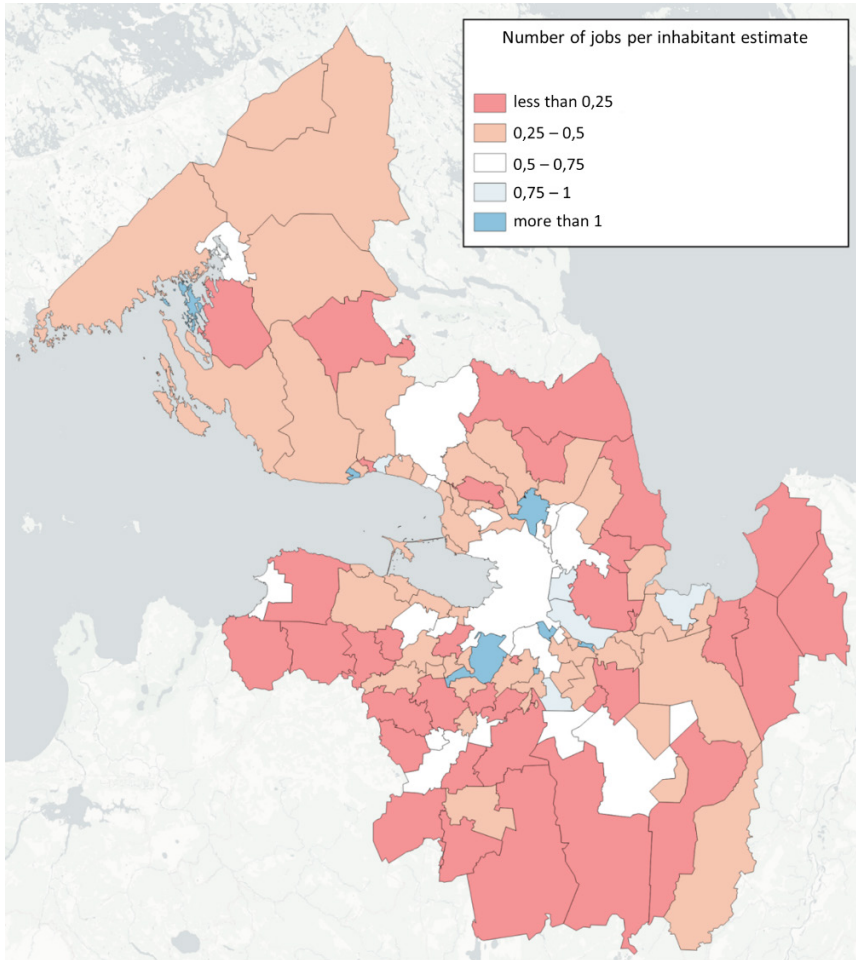 Number of jobs per inhabitant estimate
less than 0,25
0,25 – 0,5
0,5 – 0,75
0,75 – 1
more than 1